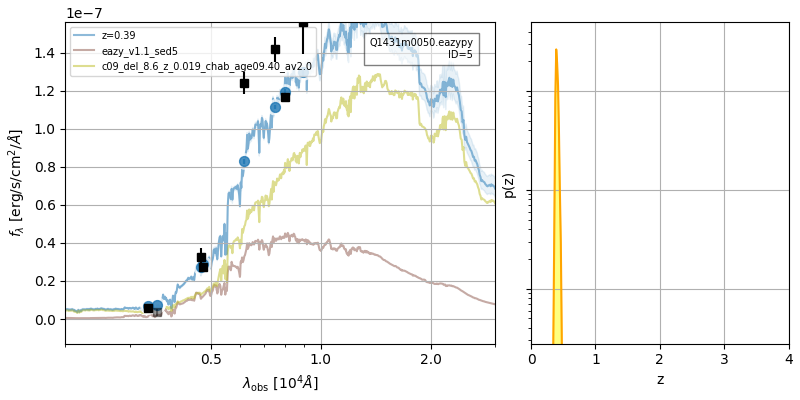 1e−7
z=0.39
eazy_v1.1_sed5
c09_del_8.6_z_0.019_chab_age09.40_av2.0
Q1431m0050.eazypy
ID=5
1.4
1.2
1.0
0.8
0.6
0.4
0.2
0.0
fλ [erg/s/cm²/Å]
0.5
1.0
2.0
λobs [10⁴Å]
p(z)
0
1
2
3
4
z